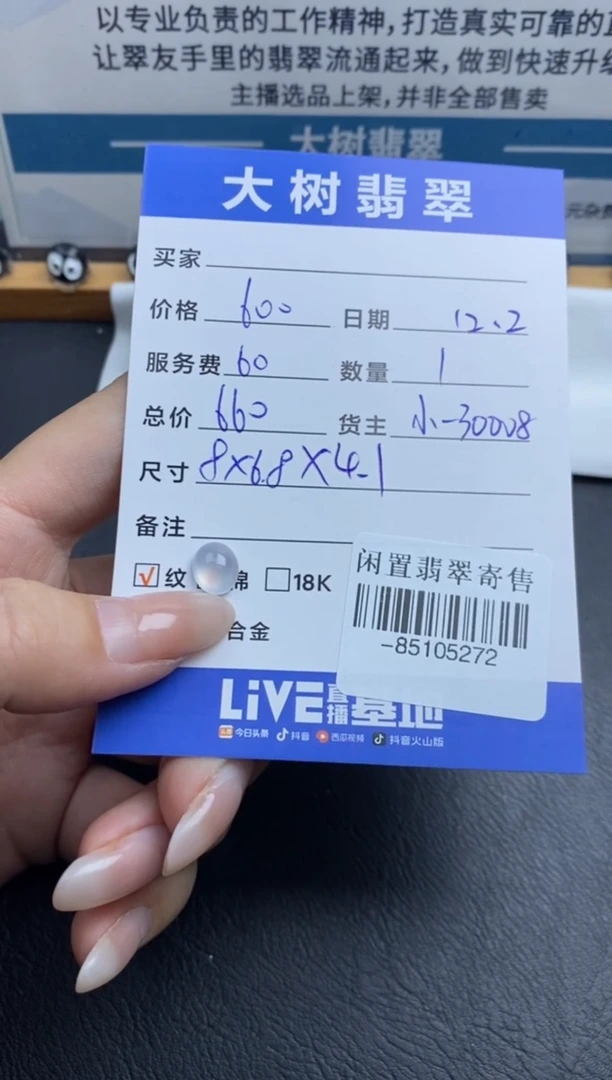 以专业负责的工作精神,打造真实可靠的
让翠友手里的翡翠流通起来,做到快速升
主播选品上架,并非全部售卖
大树翡翠
大树翡翠
买家
价格 600 日期 12.2
服务费 60 数量 1
总价 660 货主 小-30008
尺寸 8X6.8X4.1
备注
√ 纹 棉 18K
合金
闲置翡翠寄售
-85105272
LiVE直播基地
今日头条 抖音 西瓜视频 抖音火山版